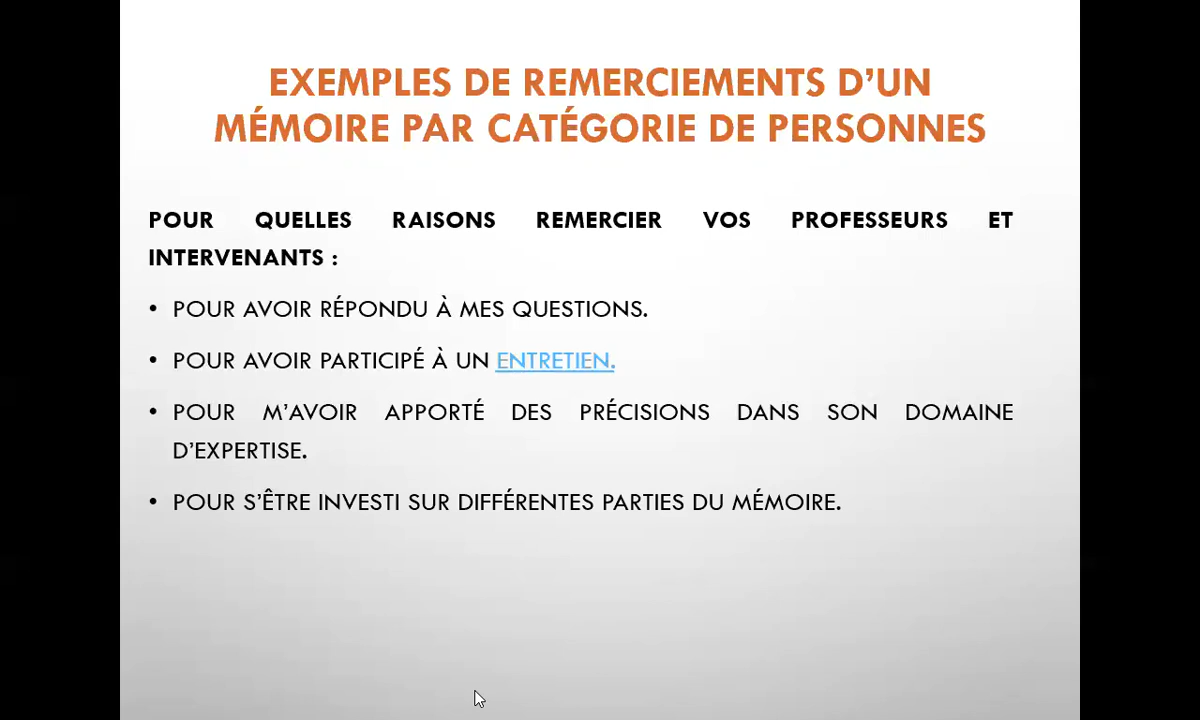 EXEMPLES DE REMERCIEMENTS D’UN
MÉMOIRE PAR CATÉGORIE DE PERSONNES
POUR QUELLES RAISONS REMERCIER VOS PROFESSEURS ET
INTERVENANTS :
• POUR AVOIR RÉPONDU À MES QUESTIONS.
• POUR AVOIR PARTICIPÉ À UN ENTRETIEN.
• POUR M’AVOIR APPORTÉ DES PRÉCISIONS DANS SON DOMAINE
D’EXPERTISE.
• POUR S’ÊTRE INVESTI SUR DIFFÉRENTES PARTIES DU MÉMOIRE.